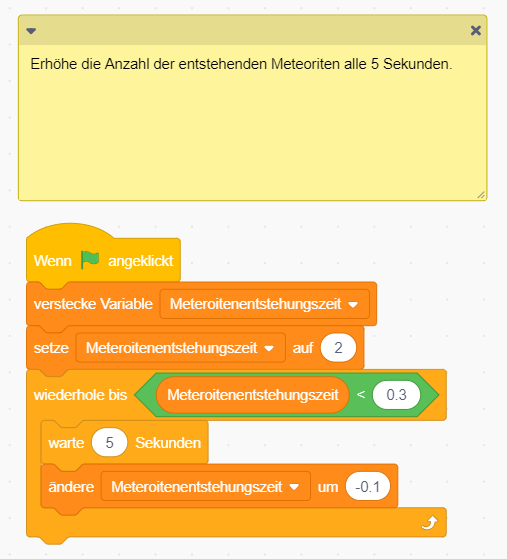 Erhöhe die Anzahl der entstehenden Meteoriten alle 5 Sekunden.
Wenn angeklickt
verstecke Variable Meteroitenentstehungszeit
setze Meteroitenentstehungszeit auf 2
wiederhole bis Meteroitenentstehungszeit < 0.3
warte 5 Sekunden
ändere Meteroitenentstehungszeit um -0.1